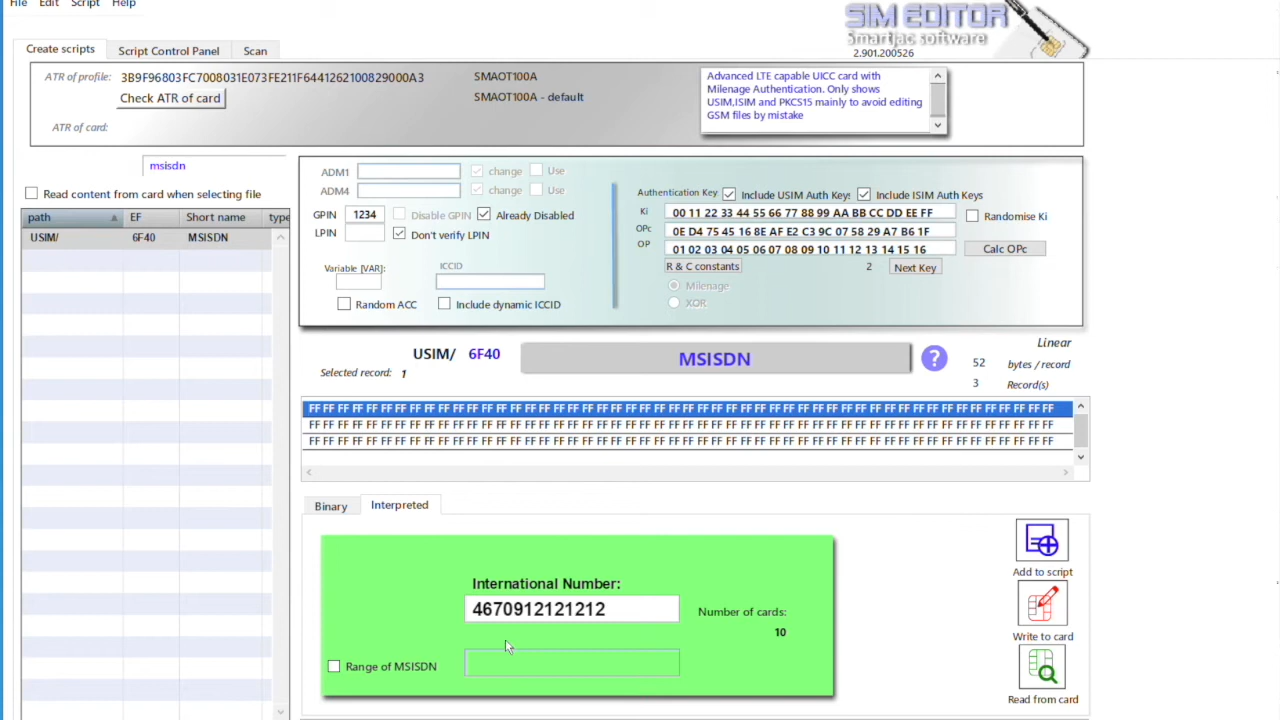 File Edit Script Help
SIM EDITOR
Smartjac software
2.901.200526
Create scripts Script Control Panel Scan
ATR of profile: 3B9F96803FC7008031E073FE211F6441262100829000A3 SMAOT100A
Check ATR of card SMAOT100A - default
ATR of card:
Advanced LTE capable UICC card with
Milenage Authentication. Only shows
USIM,ISIM and PKCS15 mainly to avoid editing
GSM files by mistake
msisdn
Read content from card when selecting file
path EF Short name type
USIM/ 6F40 MSISDN
ADM1 change Use
ADM4 change Use
GPIN 1234 Disable GPIN Already Disabled
LPIN Don't verify LPIN
Variable [VAR]: ICCID
Random ACC Include dynamic ICCID
Authentication Key Include USIM Auth Keys Include ISIM Auth Keys
Ki 00 11 22 33 44 55 66 77 88 99 AA BB CC DD EE FF Randomise Ki
OPc 0E D4 75 45 16 8E AF E2 C3 9C 07 58 29 A7 B6 1F
OP 01 02 03 04 05 06 07 08 09 10 11 12 13 14 15 16 Calc OPc
R & C constants 2 Next Key
Milenage
XOR
USIM/ 6F40 MSISDN ? Linear
Selected record: 1 52 bytes / record
3 Record(s)
FF FF FF FF FF FF FF FF FF FF FF FF FF FF FF FF FF FF FF FF FF FF FF FF FF FF FF FF FF FF FF FF FF FF FF FF FF FF FF FF FF FF FF FF FF FF FF FF FF FF FF FF
FF FF FF FF FF FF FF FF FF FF FF FF FF FF FF FF FF FF FF FF FF FF FF FF FF FF FF FF FF FF FF FF FF FF FF FF FF FF FF FF FF FF FF FF FF FF FF FF FF FF FF FF
FF FF FF FF FF FF FF FF FF FF FF FF FF FF FF FF FF FF FF FF FF FF FF FF FF FF FF FF FF FF FF FF FF FF FF FF FF FF FF FF FF FF FF FF FF FF FF FF FF FF FF FF
Binary Interpreted
International Number:
4670912121212
Number of cards:
10
Range of MSISDN
Add to script
Write to card
Read from card